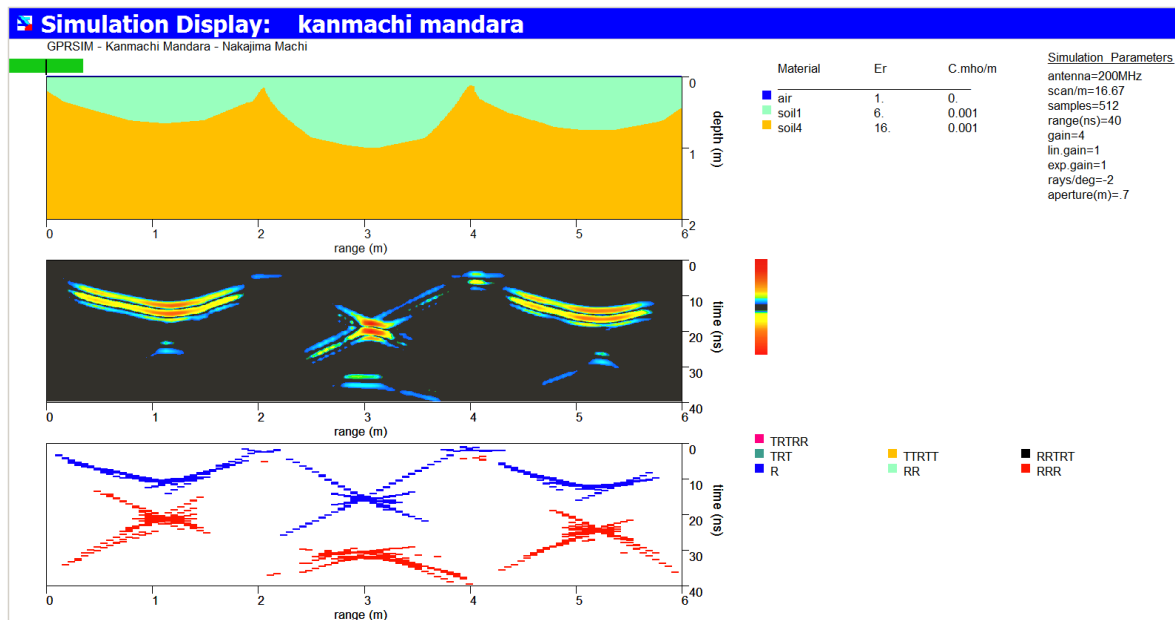 Simulation Display: kanmachi mandara
GPRSIM - Kanmachi Mandara - Nakajima Machi
0
1
2
depth (m)
0 1 2 3 4 5 6
range (m)
Material Er C.mho/m
air 1. 0.
soil1 6. 0.001
soil4 16. 0.001
Simulation Parameters
antenna=200MHz
scan/m=16.67
samples=512
range(ns)=40
gain=4
lin.gain=1
exp.gain=1
rays/deg=-2
aperture(m)=.7
0
10
20
30
40
time (ns)
0 1 2 3 4 5 6
range (m)
0
10
20
30
40
time (ns)
0 1 2 3 4 5 6
range (m)
TRTRR
TRT TTRTT RRTRT
R RR RRR